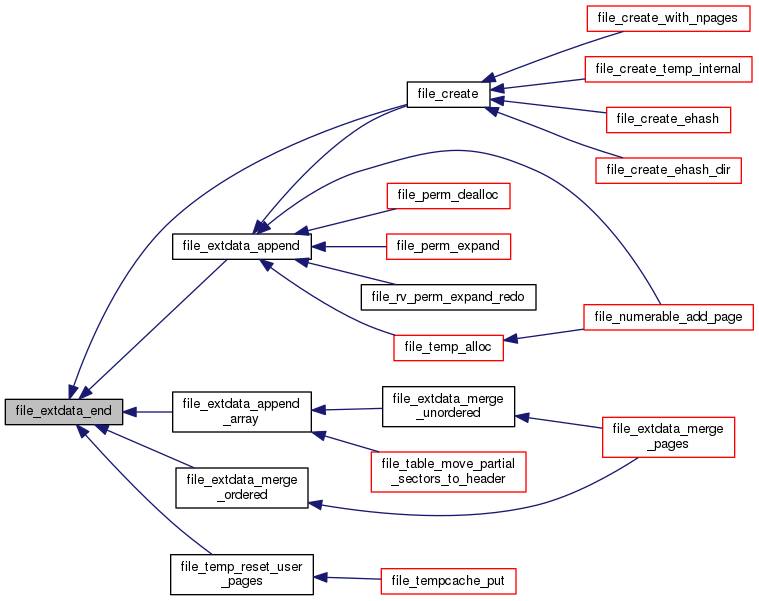 file_create_with_npages
file_create_temp_internal
file_create
file_create_ehash
file_create_ehash_dir
file_perm_dealloc
file_extdata_append
file_perm_expand
file_rv_perm_expand_redo
file_numerable_add_page
file_temp_alloc
file_extdata_end
file_extdata_append
_array
file_extdata_merge
_unordered
file_extdata_merge
_pages
file_table_move_partial
_sectors_to_header
file_extdata_merge
_ordered
file_temp_reset_user
_pages
file_tempcache_put